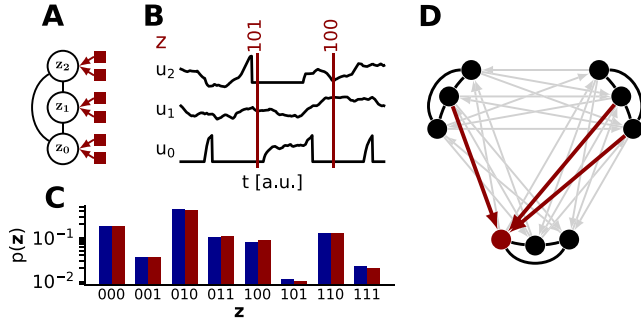 A
B
D
z
101
100
z₂
z₁
z₀
u₂
u₁
u₀
t [a.u.]
C
p(z)
10⁻¹
10⁻²
000 001 010 011 100 101 110 111
z